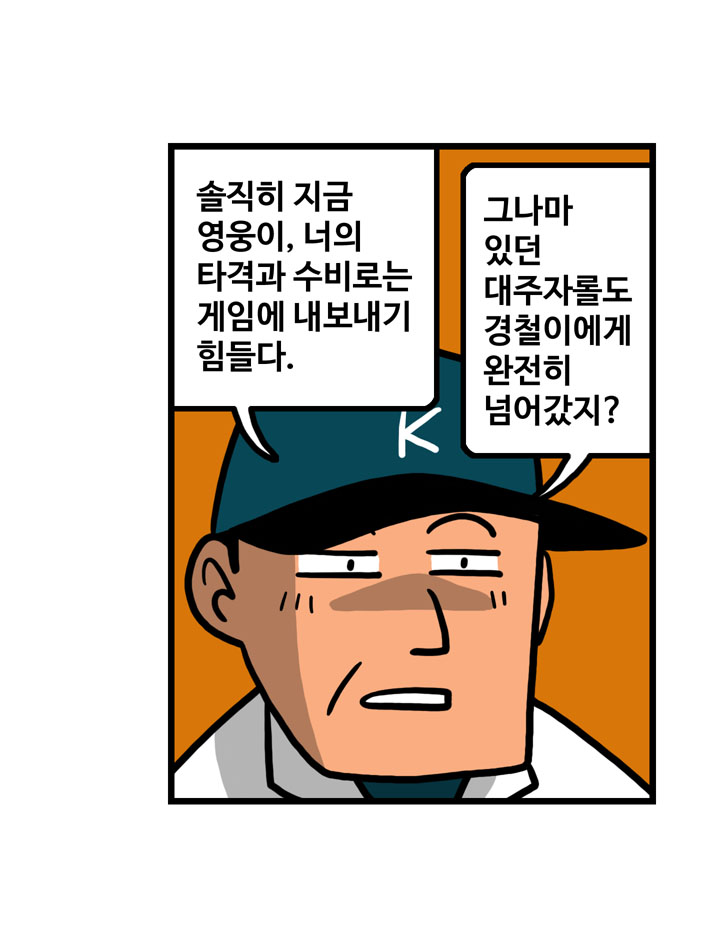 솔직히 지금
영웅이, 너의
타격과 수비로는
게임에 내보내기
힘들다.
그나마
있던
대주자롤도
경철이에게
완전히
넘어갔지?
K